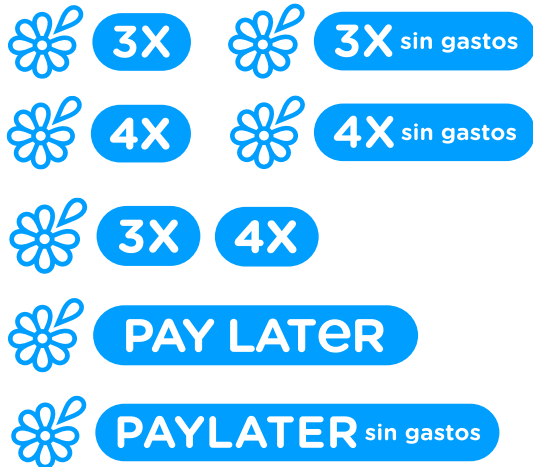 3X 3X sin gastos
4X 4X sin gastos
3X 4X
PAY LATeR
PAYLATER sin gastos